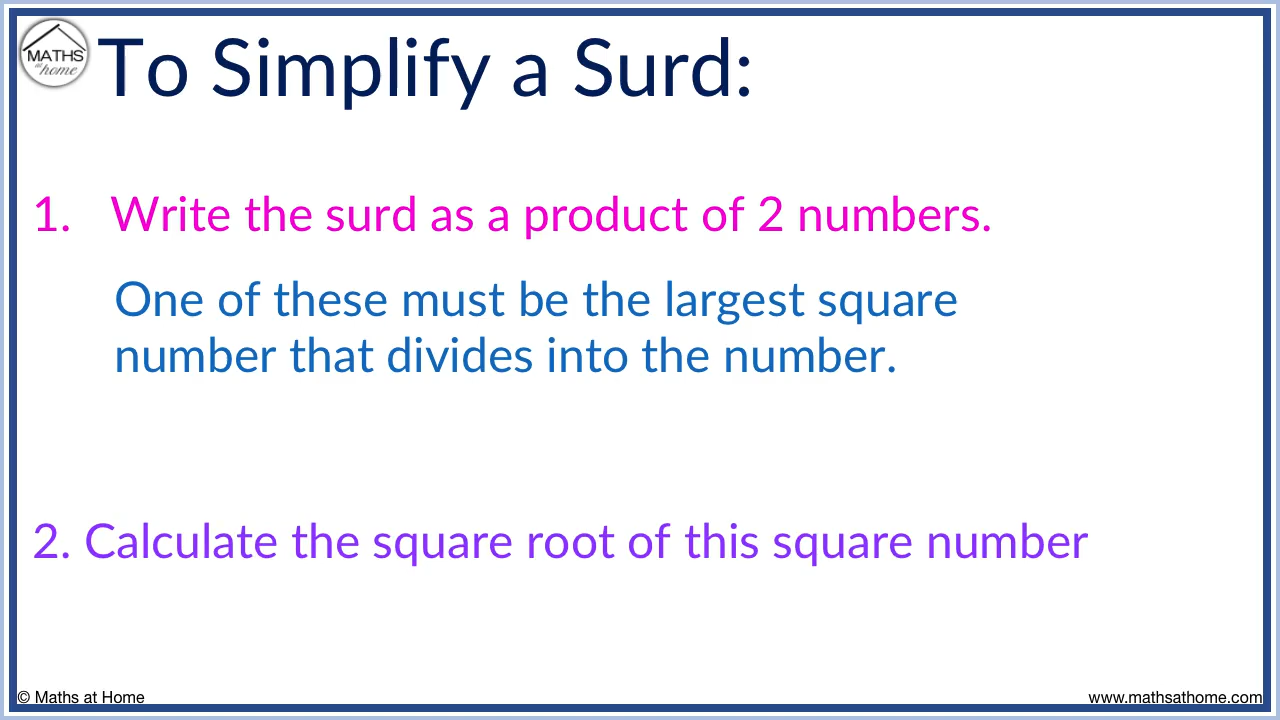 MATHS
at
home
To Simplify a Surd:
1. Write the surd as a product of 2 numbers.
One of these must be the largest square
number that divides into the number.
2. Calculate the square root of this square number
© Maths at Home
www.mathsathome.com